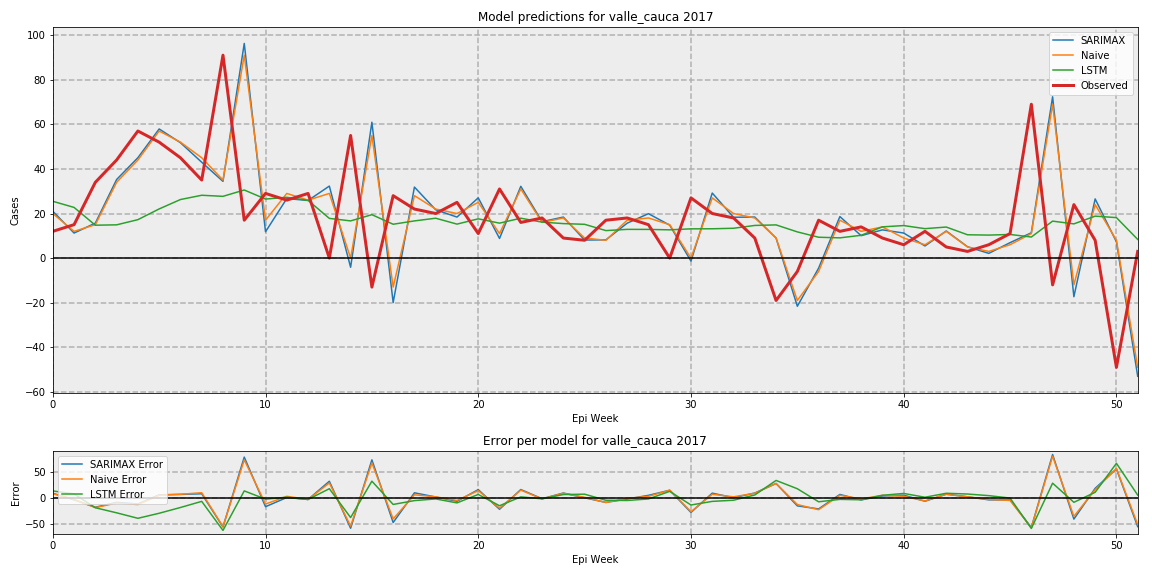 Model predictions for valle_cauca 2017
100
80
60
40
20
0
−20
−40
−60
Cases
SARIMAX
Naive
LSTM
Observed
0
10
20
30
40
50
Epi Week
Error per model for valle_cauca 2017
50
0
−50
Error
SARIMAX Error
Naive Error
LSTM Error
0
10
20
30
40
50
Epi Week